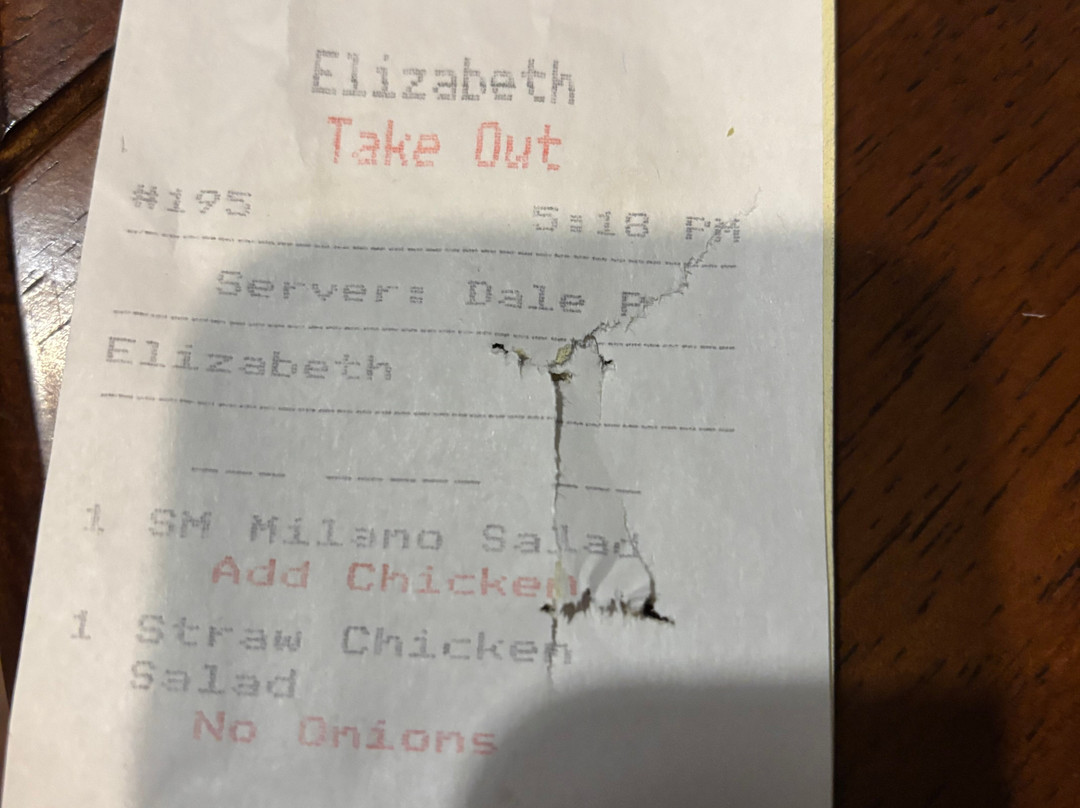 Elizabeth
Take Out
#195 5:18 PM
Server: Dale P
Elizabeth
1 SM Milano Salad
Add Chicken
1 Straw Chicken
Salad
No Onions